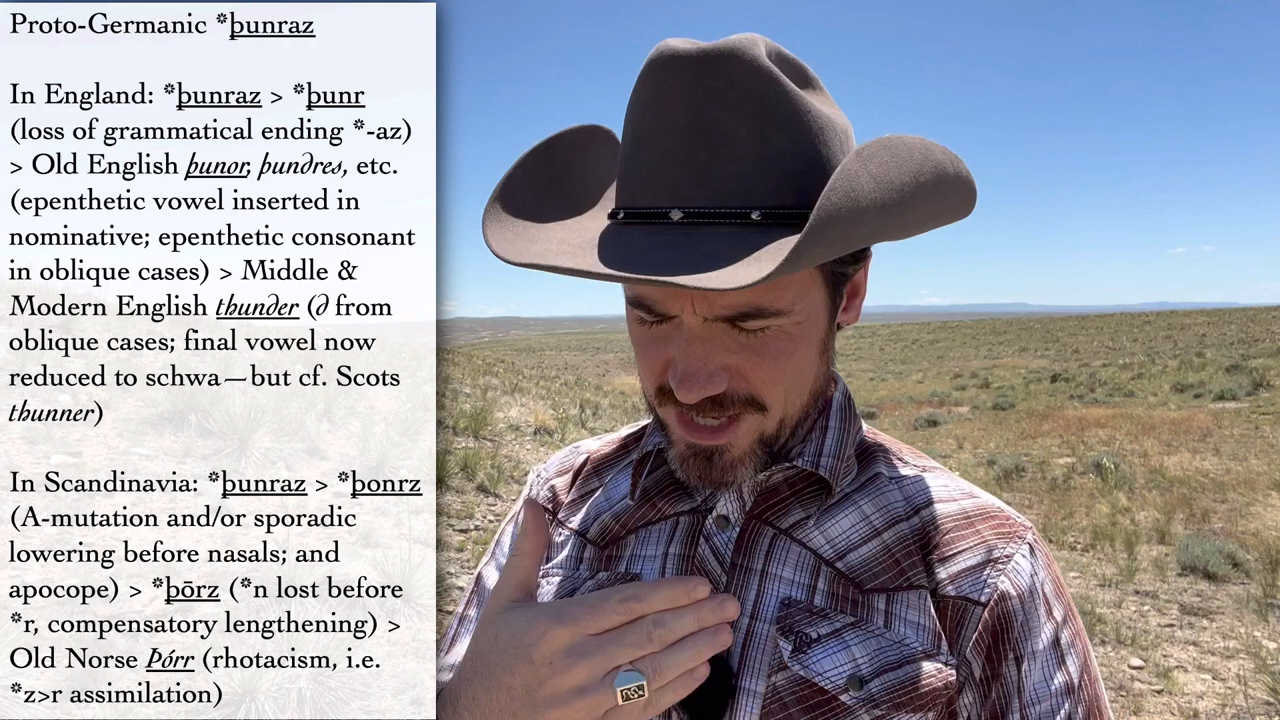 Proto-Germanic *þunraz
In England: *þunraz > *þunr
(loss of grammatical ending *-az)
> Old English þunor, þundres, etc.
(epenthetic vowel inserted in
nominative; epenthetic consonant
in oblique cases) > Middle &
Modern English thunder (d from
oblique cases; final vowel now
reduced to schwa—but cf. Scots
thunner)
In Scandinavia: *þunraz > *þonrz
(A-mutation and/or sporadic
lowering before nasals; and
apocope) > *þōrz (*n lost before
*r, compensatory lengthening) >
Old Norse Þórr (rhotacism, i.e.
*z>r assimilation)